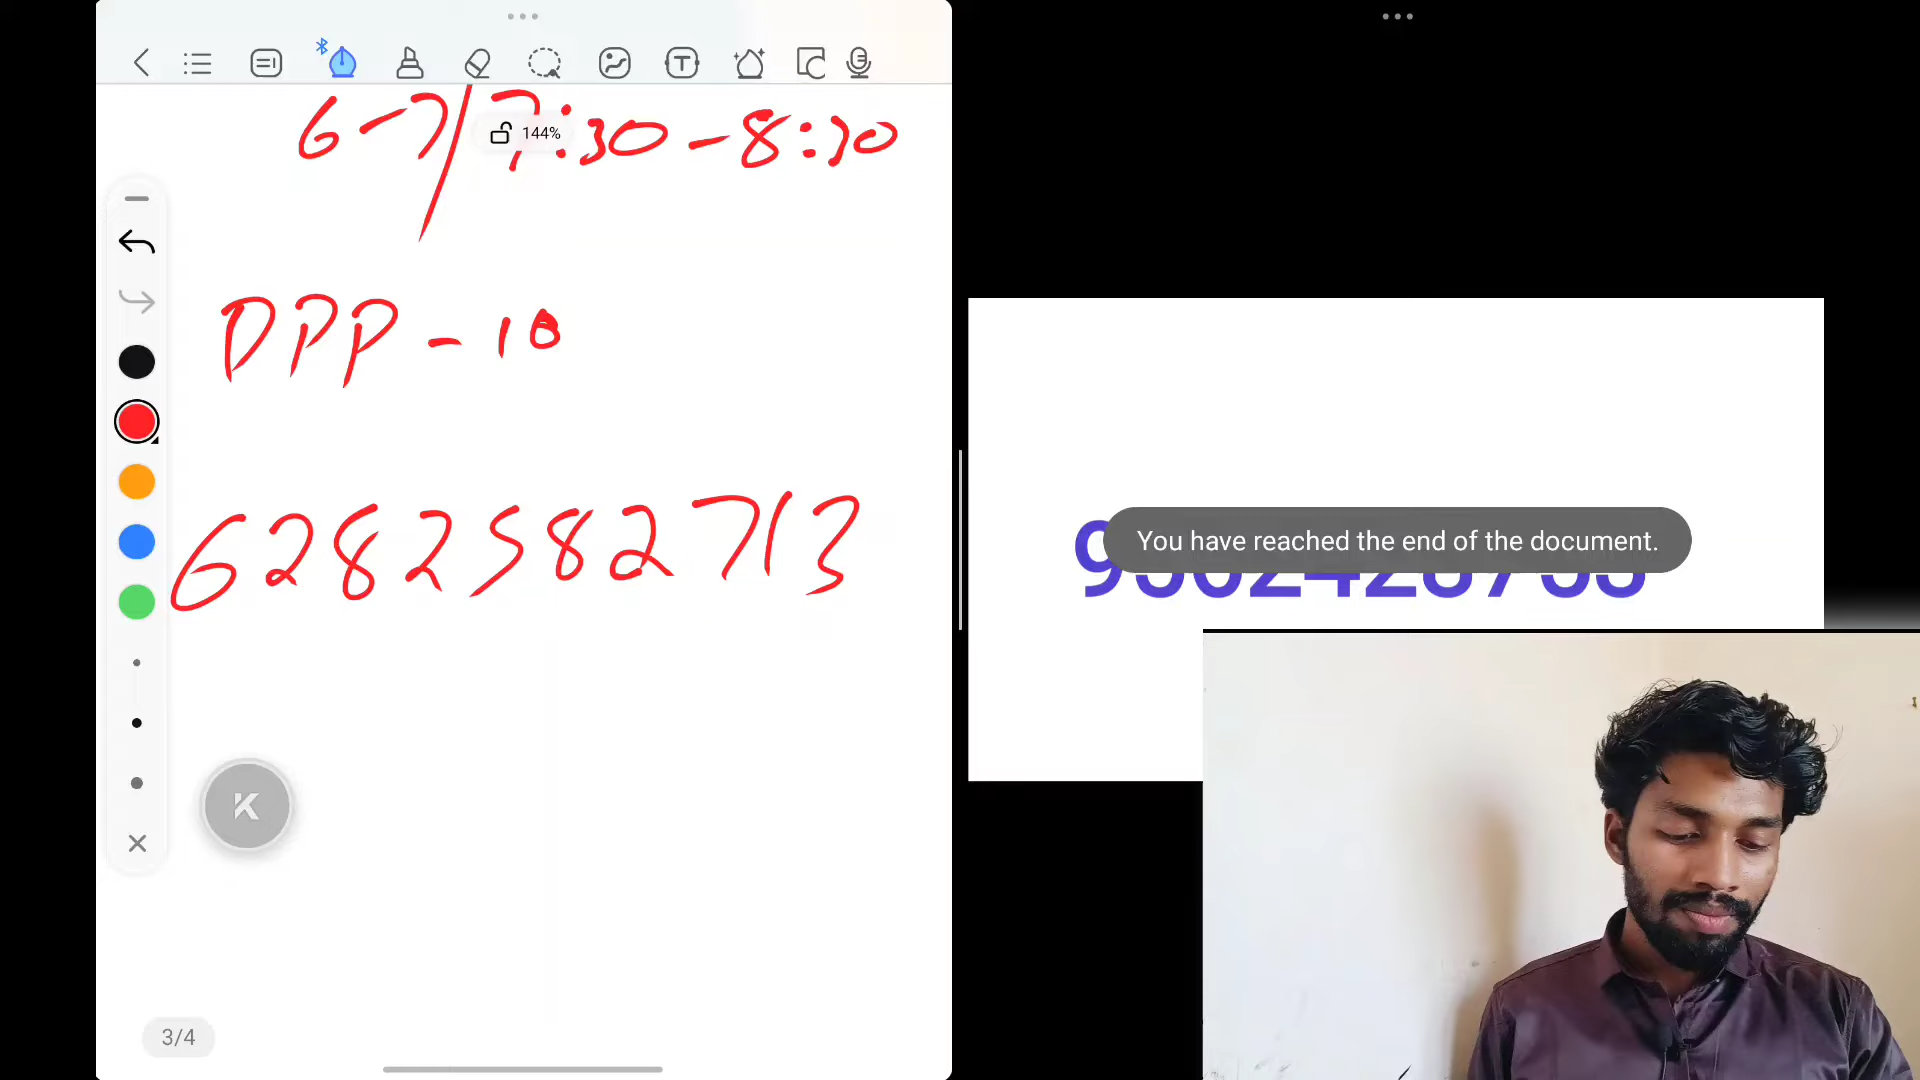 6-7/7:30-8:30
144%
DPP-10
6282582713
You have reached the end of the document.
K
3/4